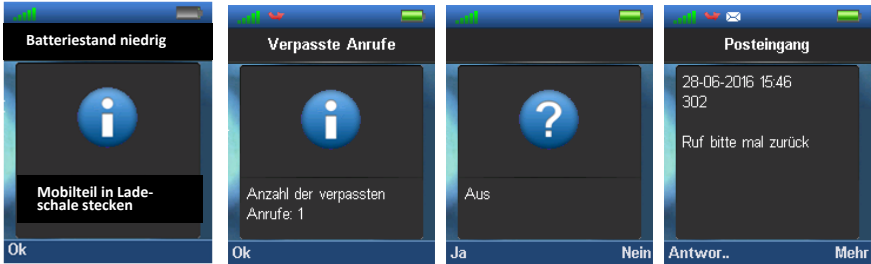 Batteriestand niedrig
Mobilteil in Lade-
schale stecken
Ok
Verpasste Anrufe
Anzahl der verpassten
Anrufe: 1
Ok
Aus
Ja Nein
Posteingang
28-06-2016 15:46
302
Ruf bitte mal zurück
Antwor.. Mehr